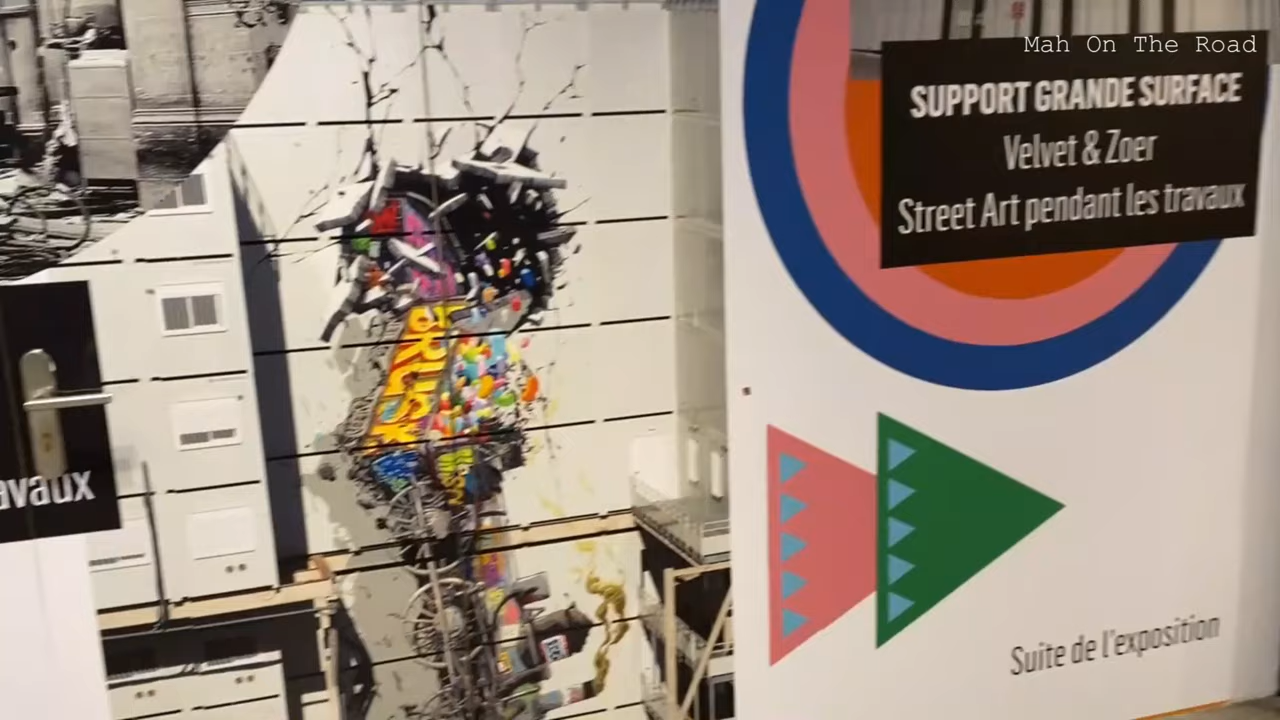 Mah On The Road
SUPPORT GRANDE SURFACE
Velvet & Zoer
Street Art pendant les travaux
avaux
Suite de l'exposition